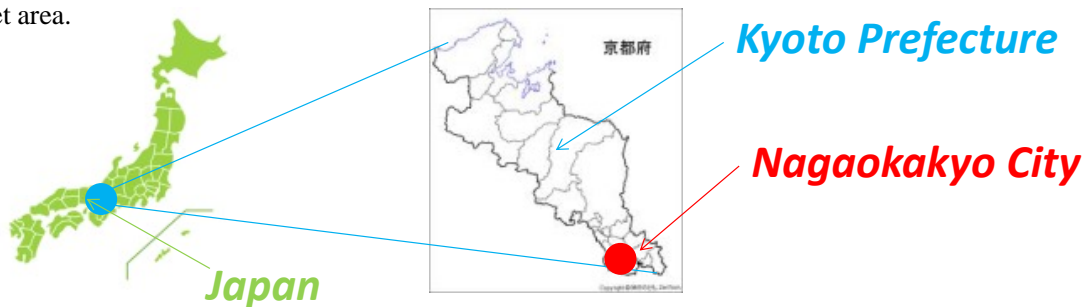 et area.
京都府
Kyoto Prefecture
Nagaokakyo City
Japan